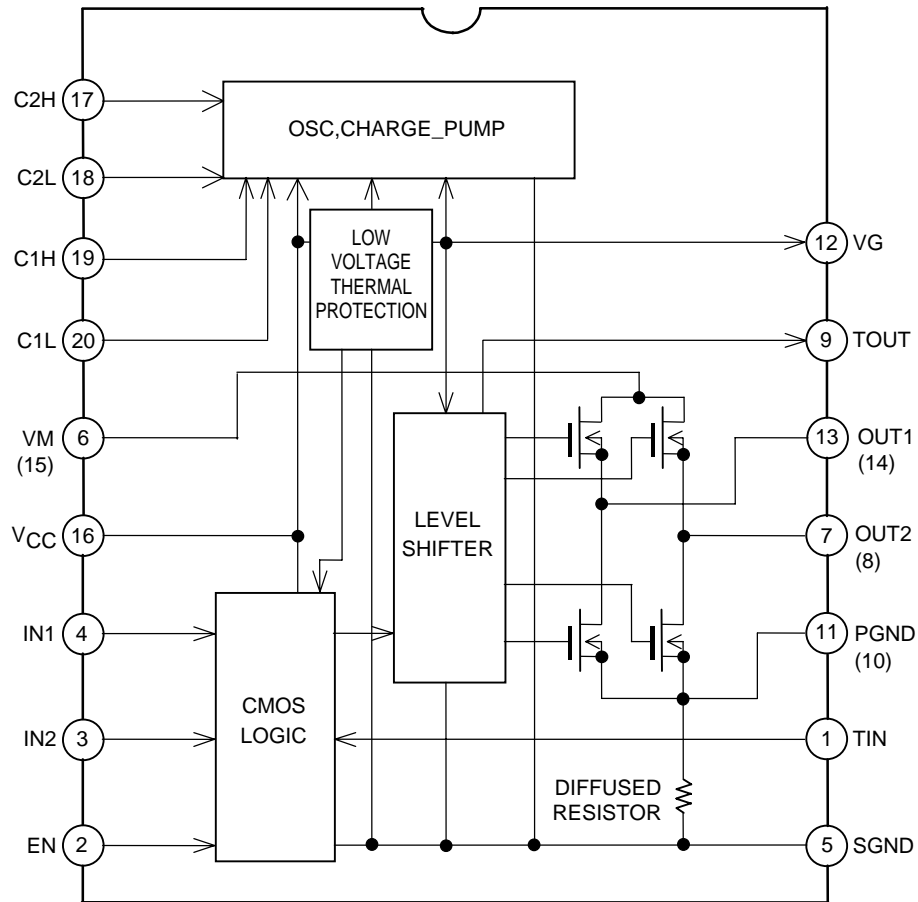 C2H 17
OSC,CHARGE_PUMP
C2L 18
C1H 19
LOW
VOLTAGE
THERMAL
PROTECTION
12 VG
C1L 20
9 TOUT
VM 6
(15)
13 OUT1
(14)
VCC 16
LEVEL
SHIFTER
7 OUT2
(8)
IN1 4
11 PGND
(10)
CMOS
LOGIC
IN2 3
1 TIN
DIFFUSED
RESISTOR
EN 2
5 SGND